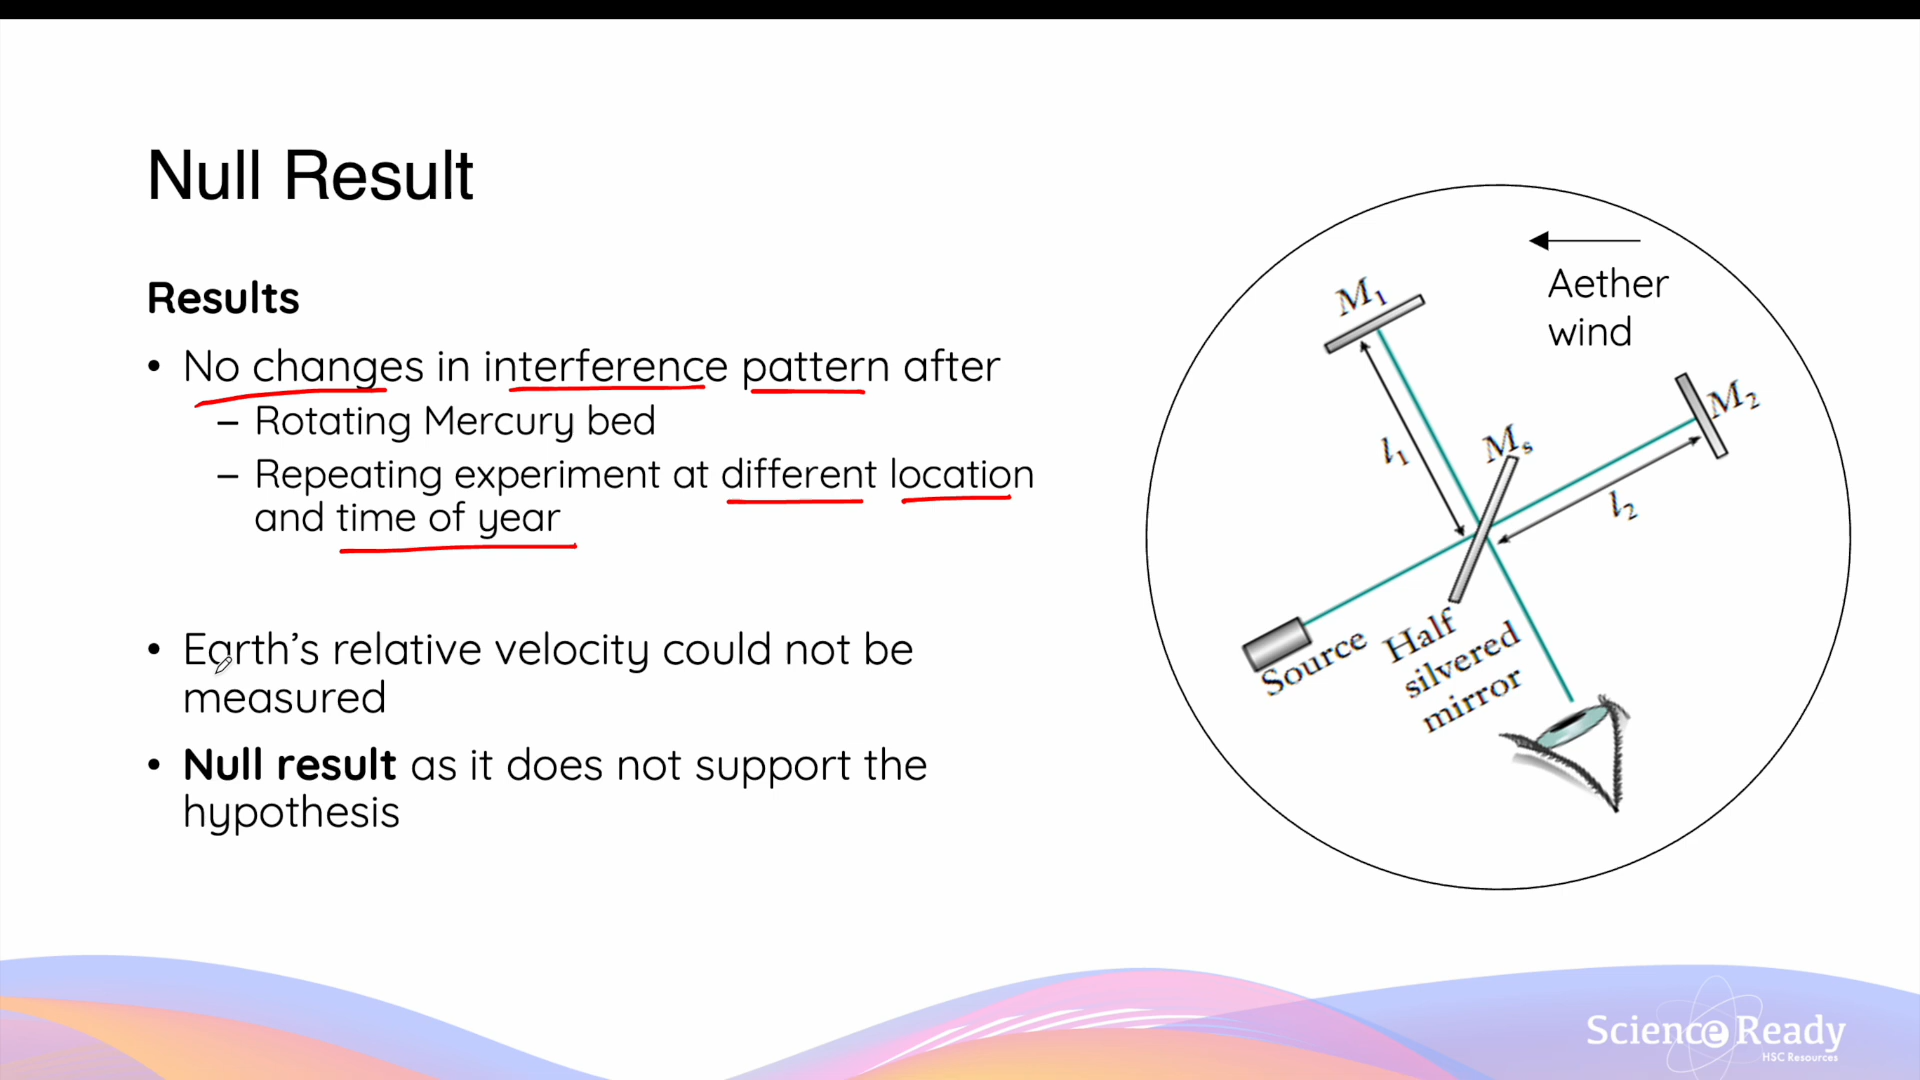 Null Result
Results
• No changes in interference pattern after
– Rotating Mercury bed
– Repeating experiment at different location
and time of year
• Earth's relative velocity could not be
measured
• Null result as it does not support the
hypothesis
Aether
wind
M₁
M₂
l₁
Mₛ
l₂
Source
Half
silvered
mirror
Science Ready
HSC Resources